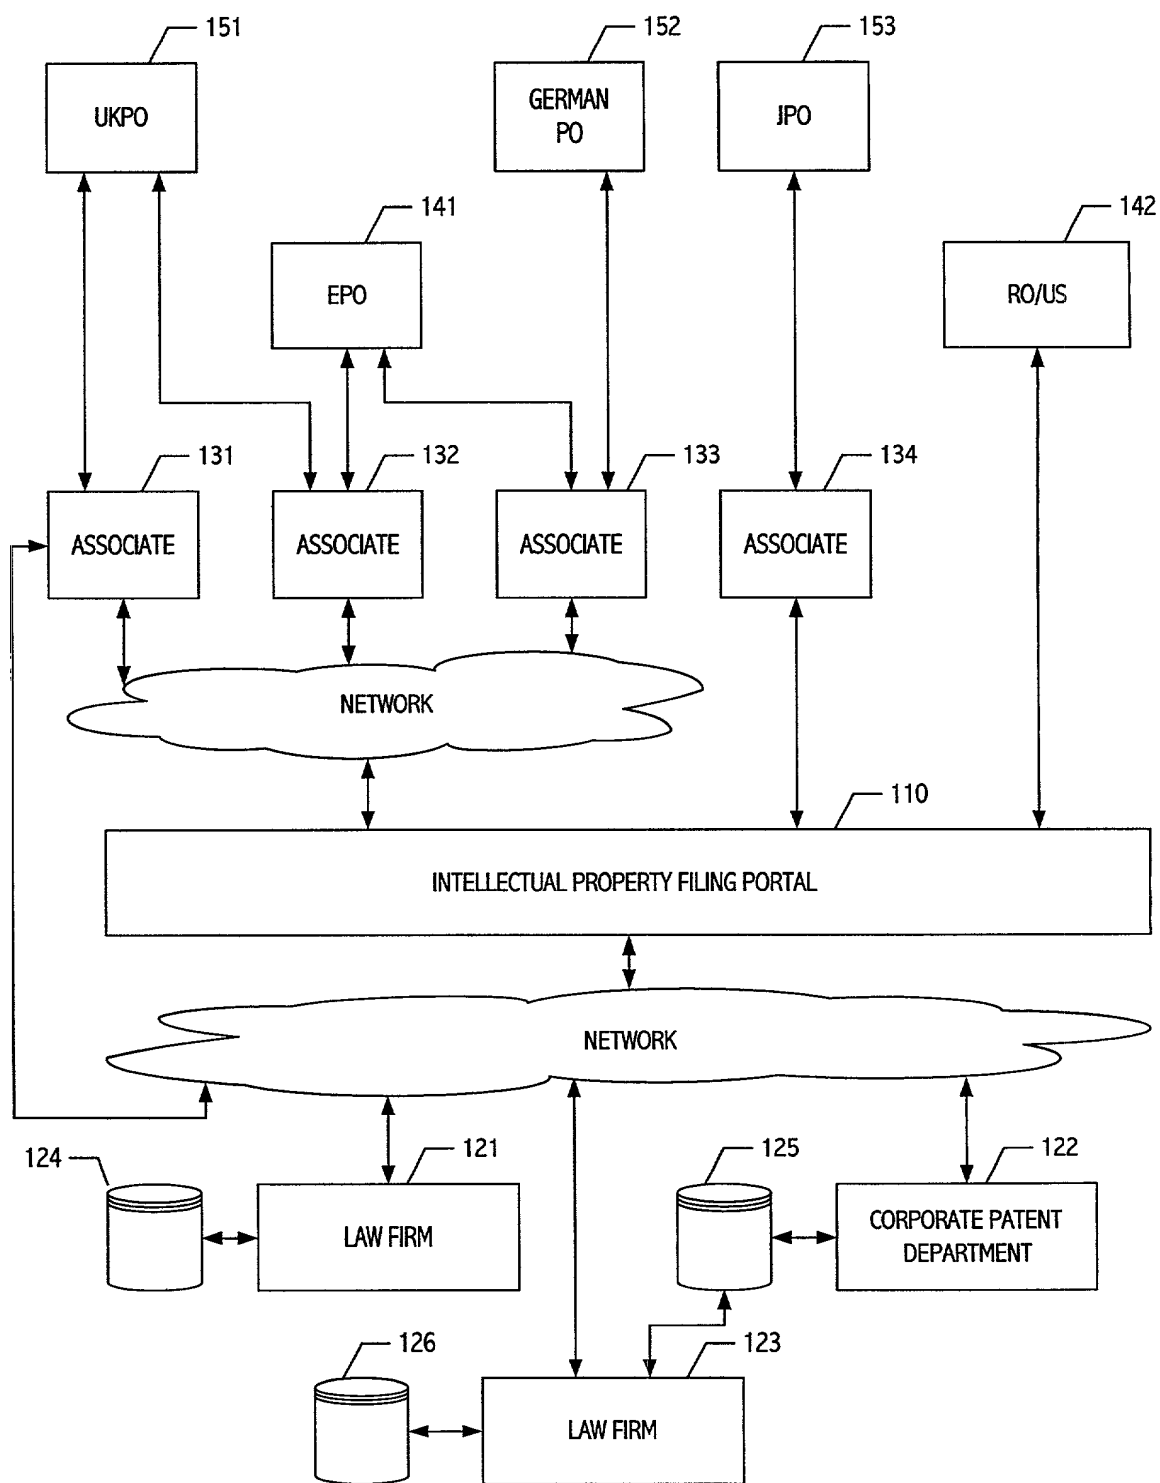 151
152
153
UKPO
GERMAN
PO
JPO
141
142
EPO
RO/US
131
132
133
134
ASSOCIATE
ASSOCIATE
ASSOCIATE
ASSOCIATE
NETWORK
110
INTELLECTUAL PROPERTY FILING PORTAL
NETWORK
124
121
125
122
LAW FIRM
CORPORATE PATENT
DEPARTMENT
126
123
LAW FIRM